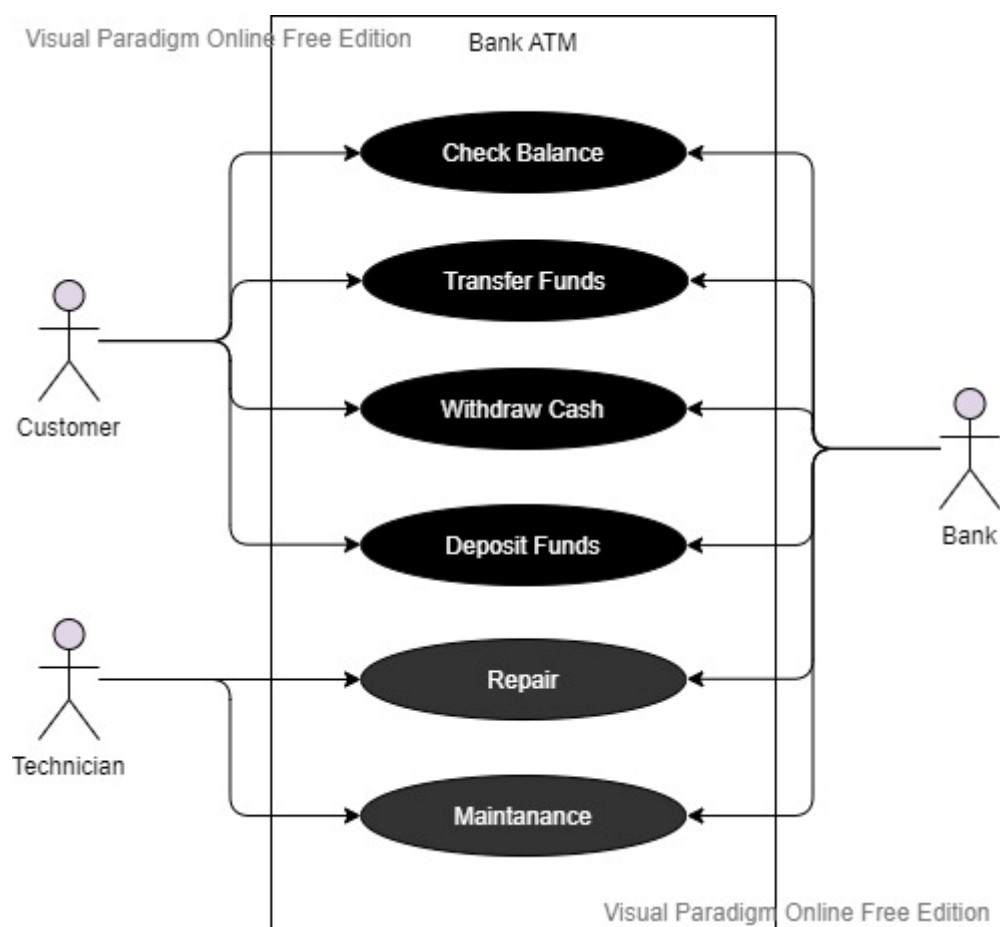 Visual Paradigm Online Free Edition
Bank ATM
Check Balance
Transfer Funds
Customer
Withdraw Cash
Bank
Deposit Funds
Technician
Repair
Maintanance
Visual Paradigm Online Free Edition